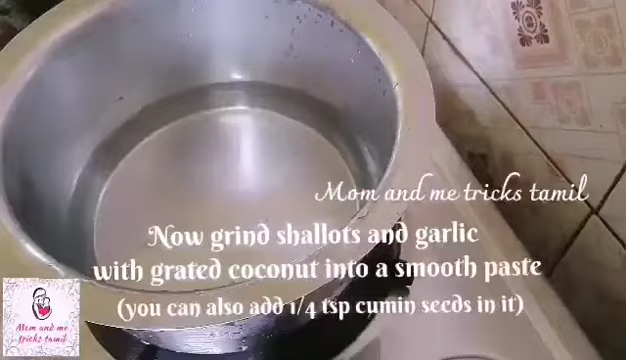 Mom and me tricks tamil
Now grind shallots and garlic
with grated coconut into a smooth paste
(you can also add 1/4 tsp cumin seeds in it)
Mom and me
tricks tamil